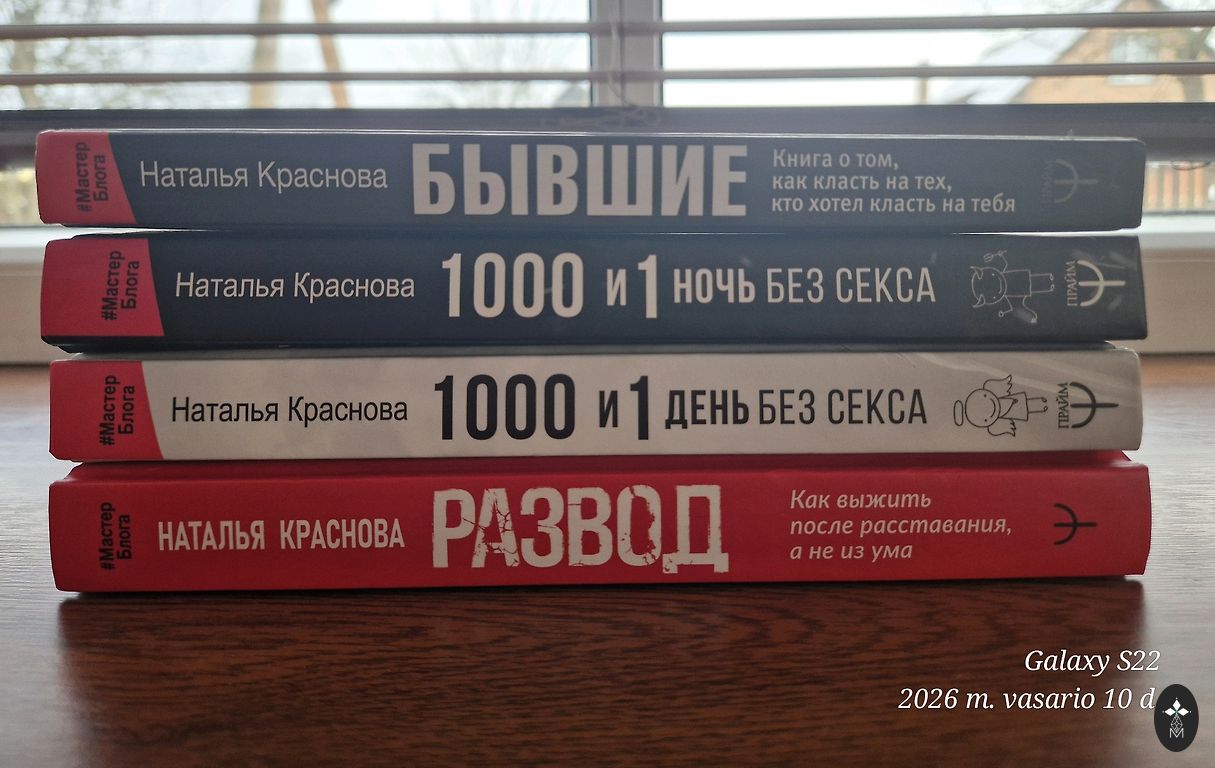 #Мастер
Блога
Наталья Краснова
БЫВШИЕ
Книга о том,
как класть на тех,
кто хотел класть на тебя
ПРАЙМ
#Мастер
Блога
Наталья Краснова
1000 и 1 НОЧЬ БЕЗ СЕКСА
ПРАЙМ
#Мастер
Блога
Наталья Краснова
1000 и 1 ДЕНЬ БЕЗ СЕКСА
ПРАЙМ
#Мастер
Блога
НАТАЛЬЯ КРАСНОВА
РАЗВОД
Как выжить
после расставания,
а не из ума
Galaxy S22
2026 m. vasario 10 d